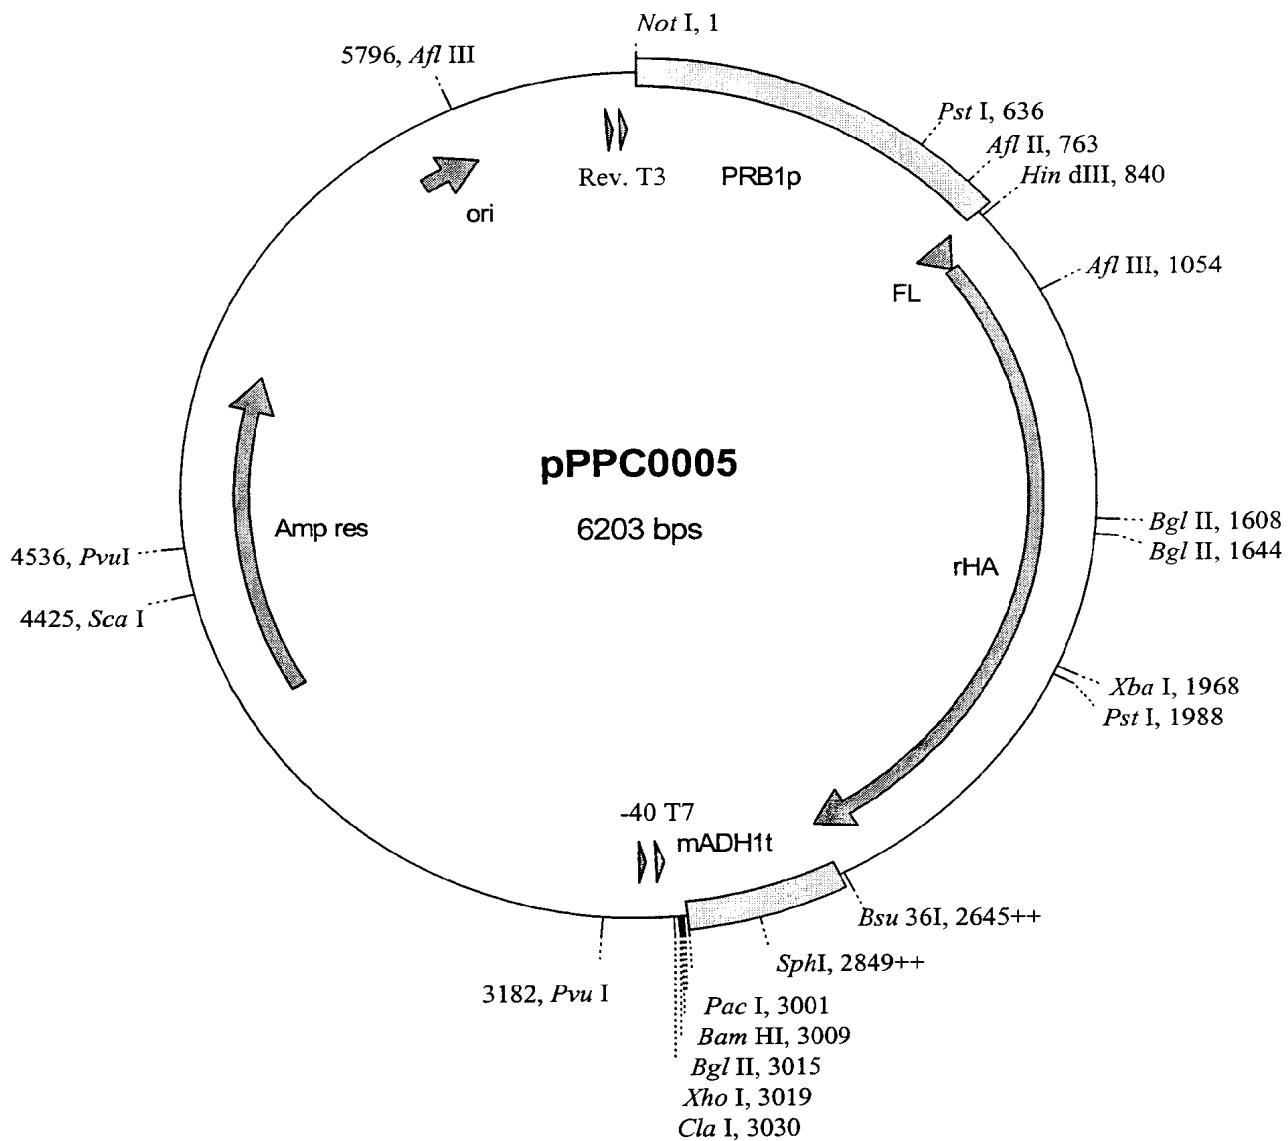 Not I, 1
5796, Afl III
Pst I, 636
Afl II, 763
Hin dIII, 840
Rev. T3
PRB1p
ori
Afl III, 1054
FL
pPPC0005
6203 bps
Amp res
Bgl II, 1608
Bgl II, 1644
rHA
4536, PvuI
4425, Sca I
Xba I, 1968
Pst I, 1988
-40 T7
mADH1t
Bsu 36I, 2645++
SphI, 2849++
3182, Pvu I
Pac I, 3001
Bam HI, 3009
Bgl II, 3015
Xho I, 3019
Cla I, 3030